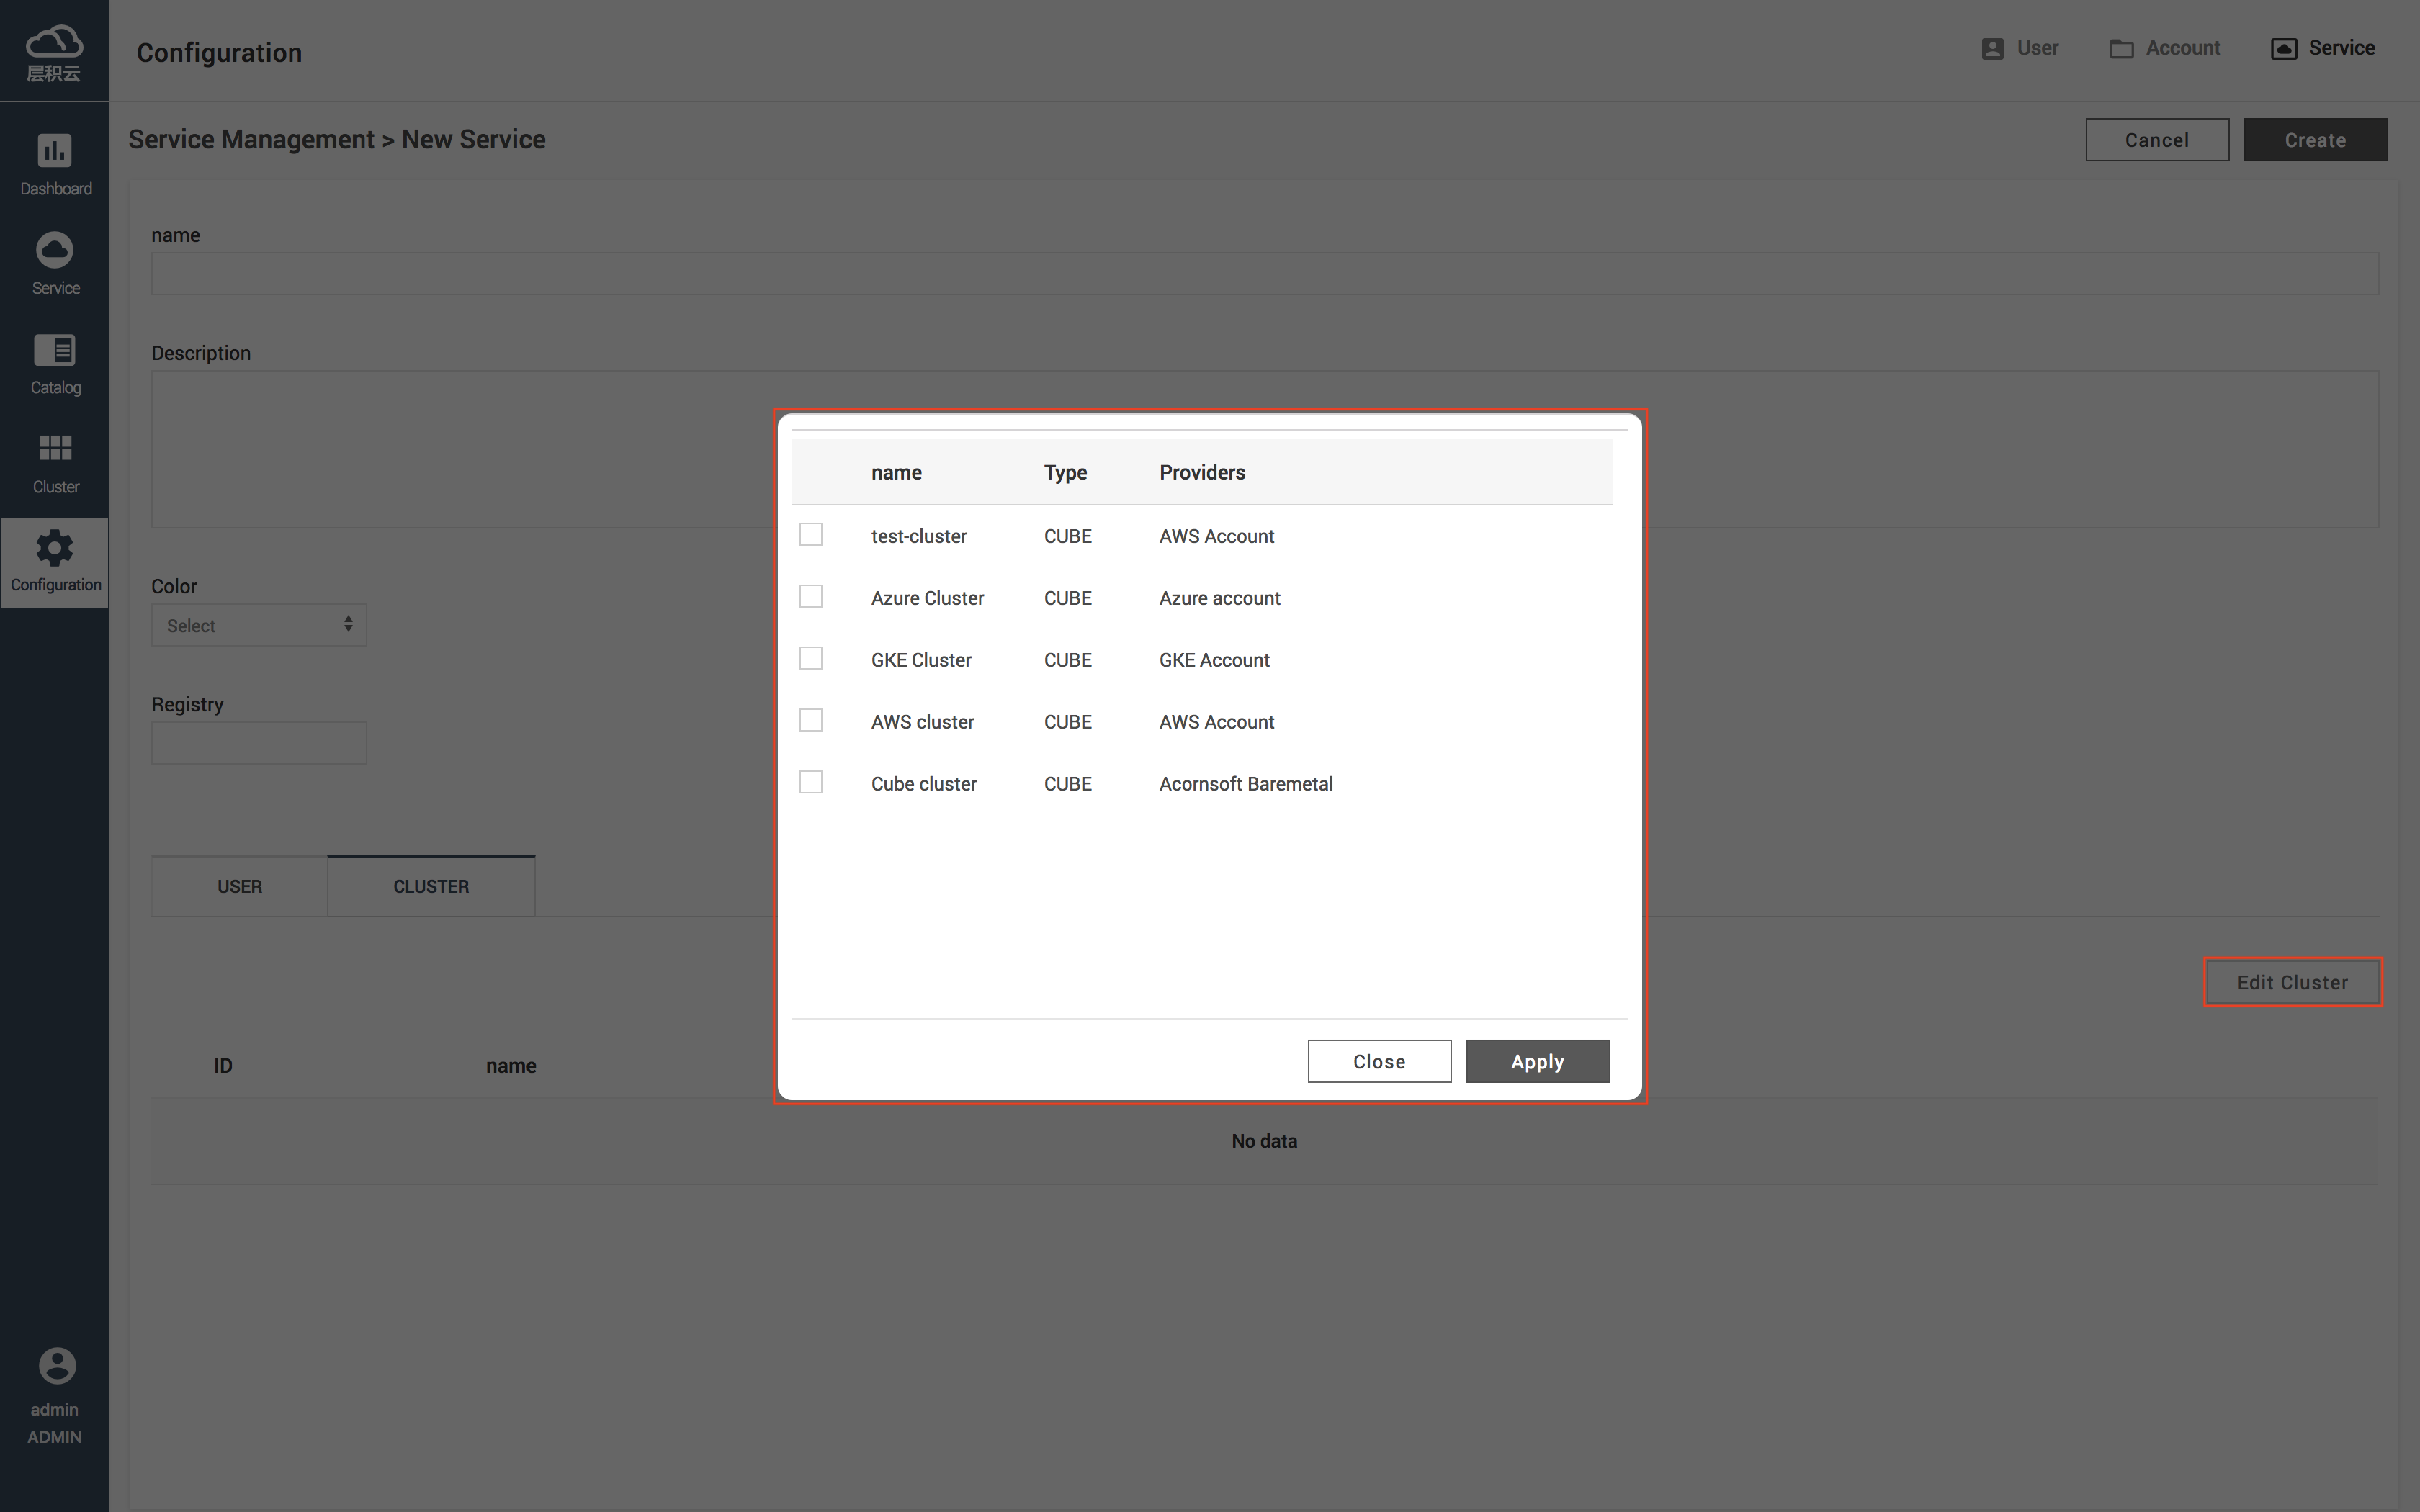 层积云
Configuration
User
Account
Service
Service Management > New Service
Cancel
Create
Dashboard
Service
Catalog
Cluster
Configuration
name
Description
Color
Select
Registry
USER
CLUSTER
name Type Providers
test-cluster CUBE AWS Account
Azure Cluster CUBE Azure account
GKE Cluster CUBE GKE Account
AWS cluster CUBE AWS Account
Cube cluster CUBE Acornsoft Baremetal
Close
Apply
Edit Cluster
ID name
No data
admin
ADMIN